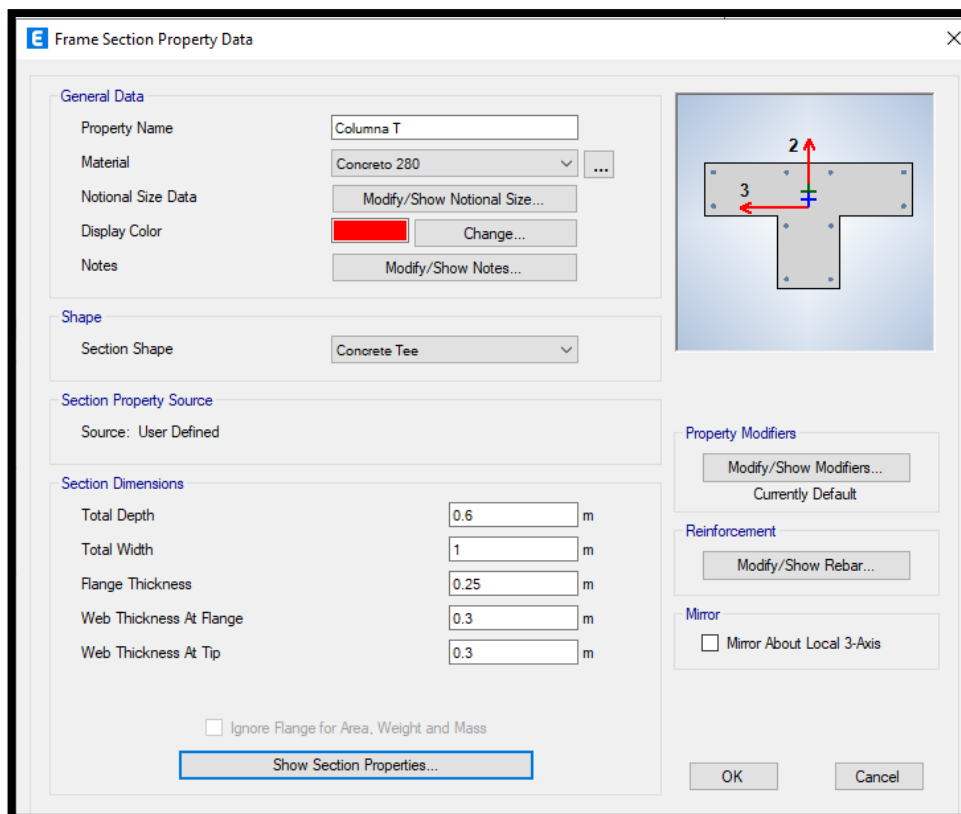 E Frame Section Property Data
General Data
Property Name Columna T
Material Concreto 280 ...
Notional Size Data Modify/Show Notional Size...
Display Color Change...
Notes Modify/Show Notes...
2
3
Shape
Section Shape Concrete Tee
Section Property Source
Source: User Defined
Section Dimensions
Total Depth 0.6 m
Total Width 1 m
Flange Thickness 0.25 m
Web Thickness At Flange 0.3 m
Web Thickness At Tip 0.3 m
Ignore Flange for Area, Weight and Mass
Show Section Properties...
Property Modifiers
Modify/Show Modifiers...
Currently Default
Reinforcement
Modify/Show Rebar...
Mirror
Mirror About Local 3-Axis
OK Cancel